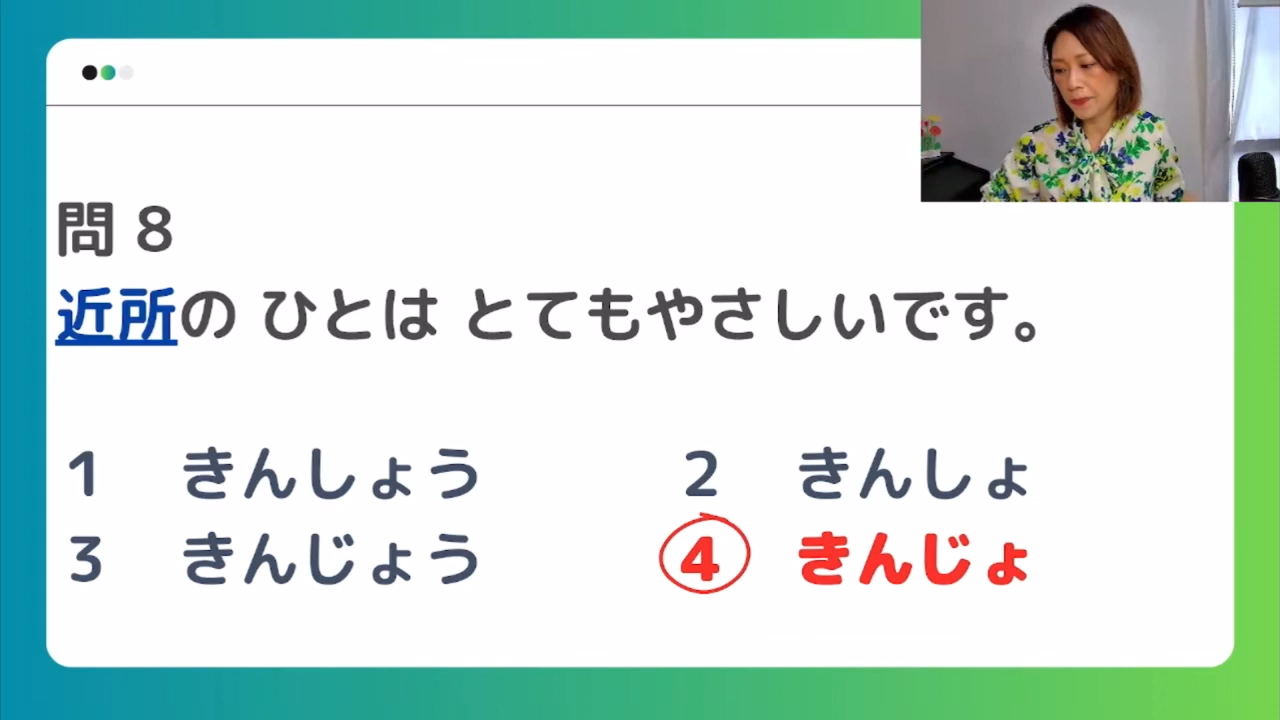 問 8
近所の ひとは とてもやさしいです。
1 きんしょう 2 きんしょ
3 きんじょう 4 きんじょ